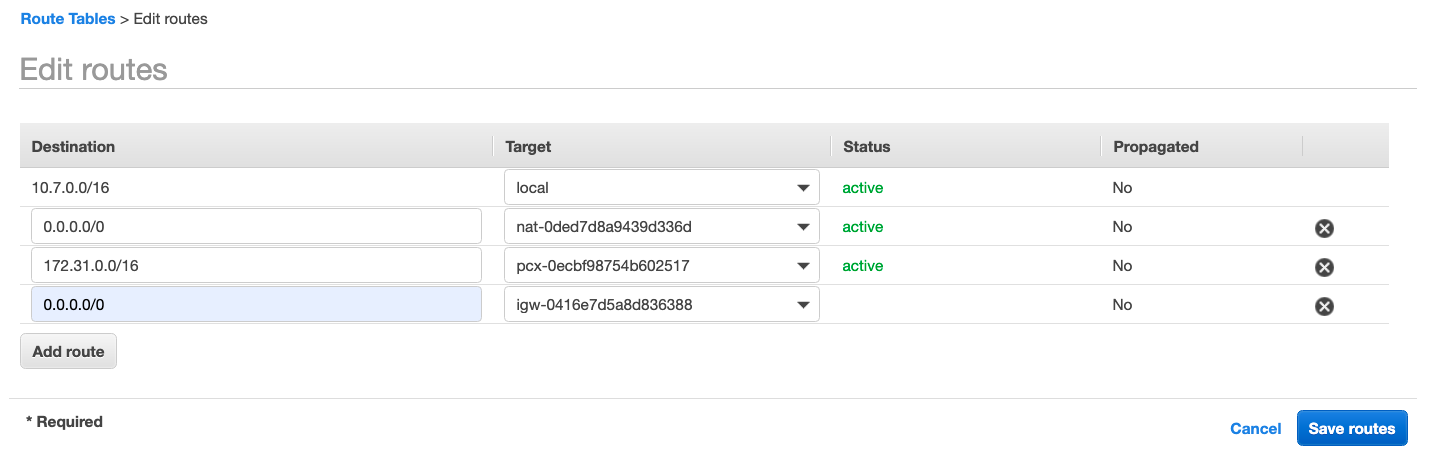 Route Tables > Edit routes
Edit routes
Destination Target Status Propagated
10.7.0.0/16 local active No
0.0.0.0/0 nat-0ded7d8a9439d336d active No
172.31.0.0/16 pcx-0ecbf98754b602517 active No
0.0.0.0/0 igw-0416e7d5a8d836388 No
Add route
* Required
Cancel Save routes